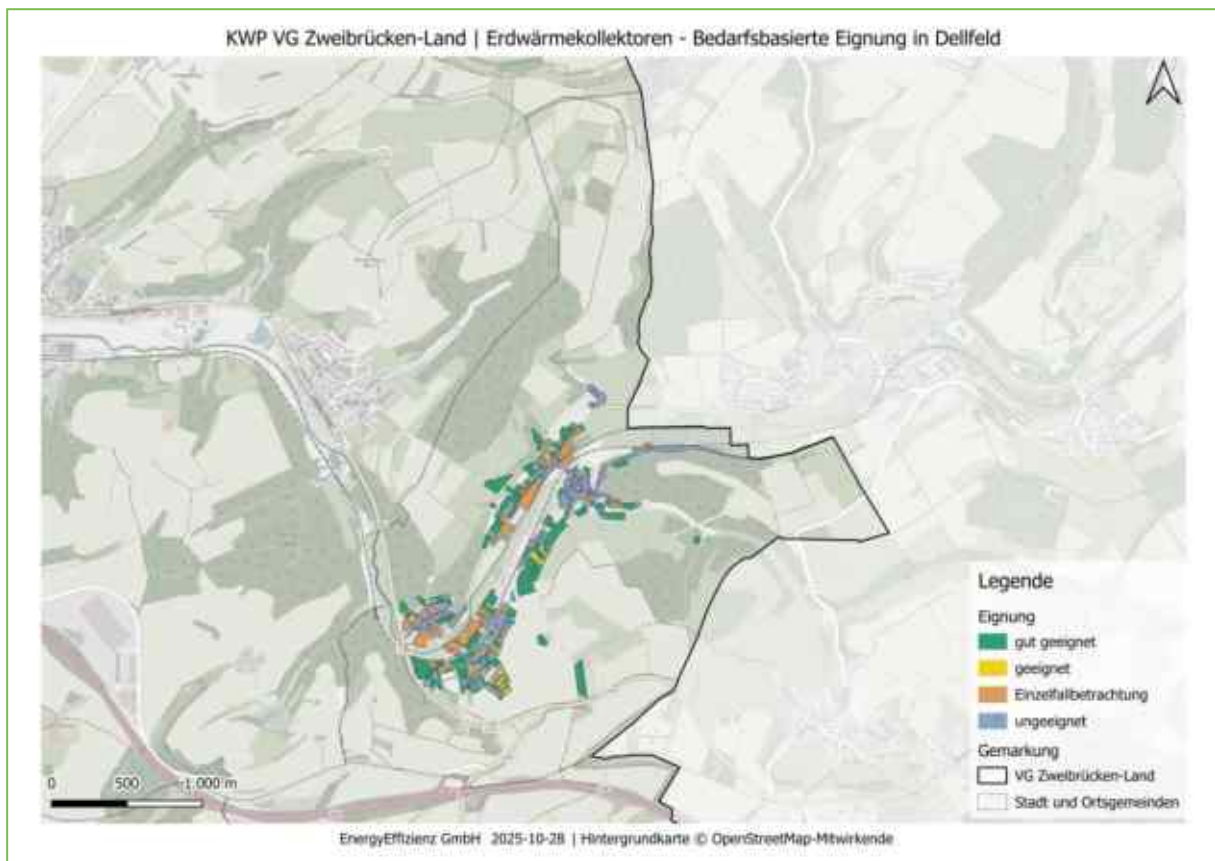 KWP VG Zweibrücken-Land | Erdwärmekollektoren - Bedarfsbasierte Eignung in Dellfeld
Legende
Eignung
gut geeignet
geeignet
Einzelfallbetrachtung
ungeeignet
Gemarkung
VG Zweibrücken-Land
Stadt und Ortsgemeinden
0 500 1.000 m
EnergyEffizienz GmbH 2025-10-28 | Hintergrundkarte © OpenStreetMap-Mitwirkende